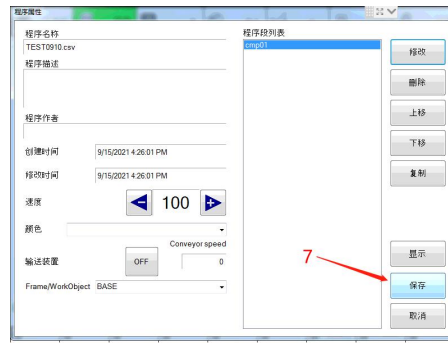 程序属性
程序名称
TEST0910.csv
程序描述
程序作者
创建时间
9/15/2021 4:26:01 PM
修改时间
9/15/2021 4:26:01 PM
速度
100
颜色
Conveyor speed
输送装置
OFF
0
Frame/WorkObject
BASE
程序段列表
cmp01
修改
删除
上移
下移
复制
显示
7
保存
取消